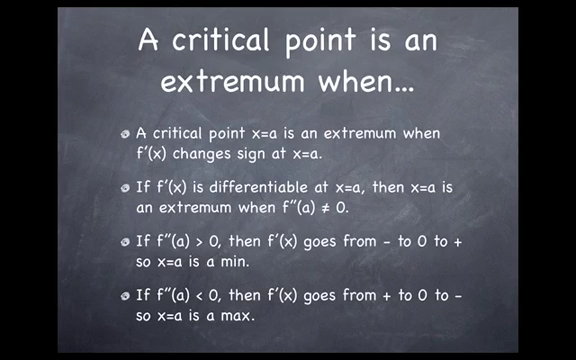 A critical point is an
extremum when...
A critical point x=a is an extremum when
f'(x) changes sign at x=a.
If f'(x) is differentiable at x=a, then x=a is
an extremum when f''(a) ≠ 0.
If f''(a) > 0, then f'(x) goes from - to 0 to +
so x=a is a min.
If f''(a) < 0, then f'(x) goes from + to 0 to -
so x=a is a max.